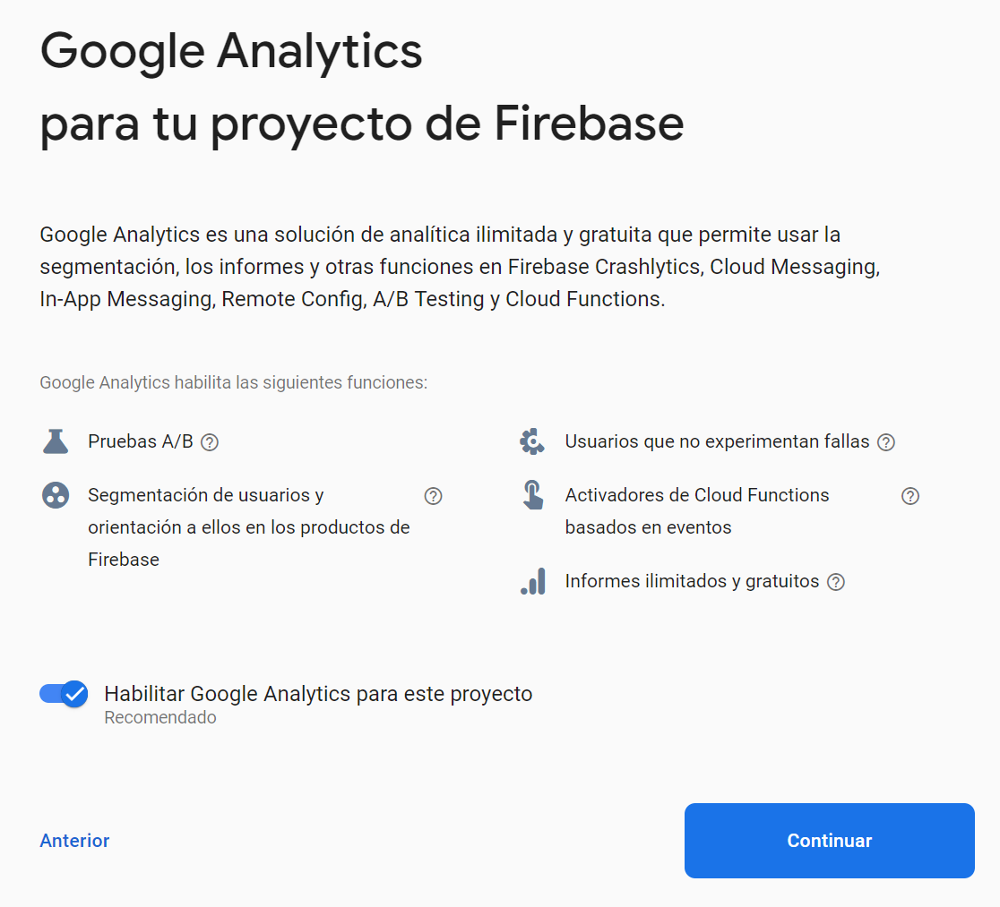 Google Analytics
para tu proyecto de Firebase
Google Analytics es una solución de analítica ilimitada y gratuita que permite usar la
segmentación, los informes y otras funciones en Firebase Crashlytics, Cloud Messaging,
In-App Messaging, Remote Config, A/B Testing y Cloud Functions.
Google Analytics habilita las siguientes funciones:
Pruebas A/B
Segmentación de usuarios y
orientación a ellos en los productos de
Firebase
Usuarios que no experimentan fallas
Activadores de Cloud Functions
basados en eventos
Informes ilimitados y gratuitos
Habilitar Google Analytics para este proyecto
Recomendado
Anterior
Continuar